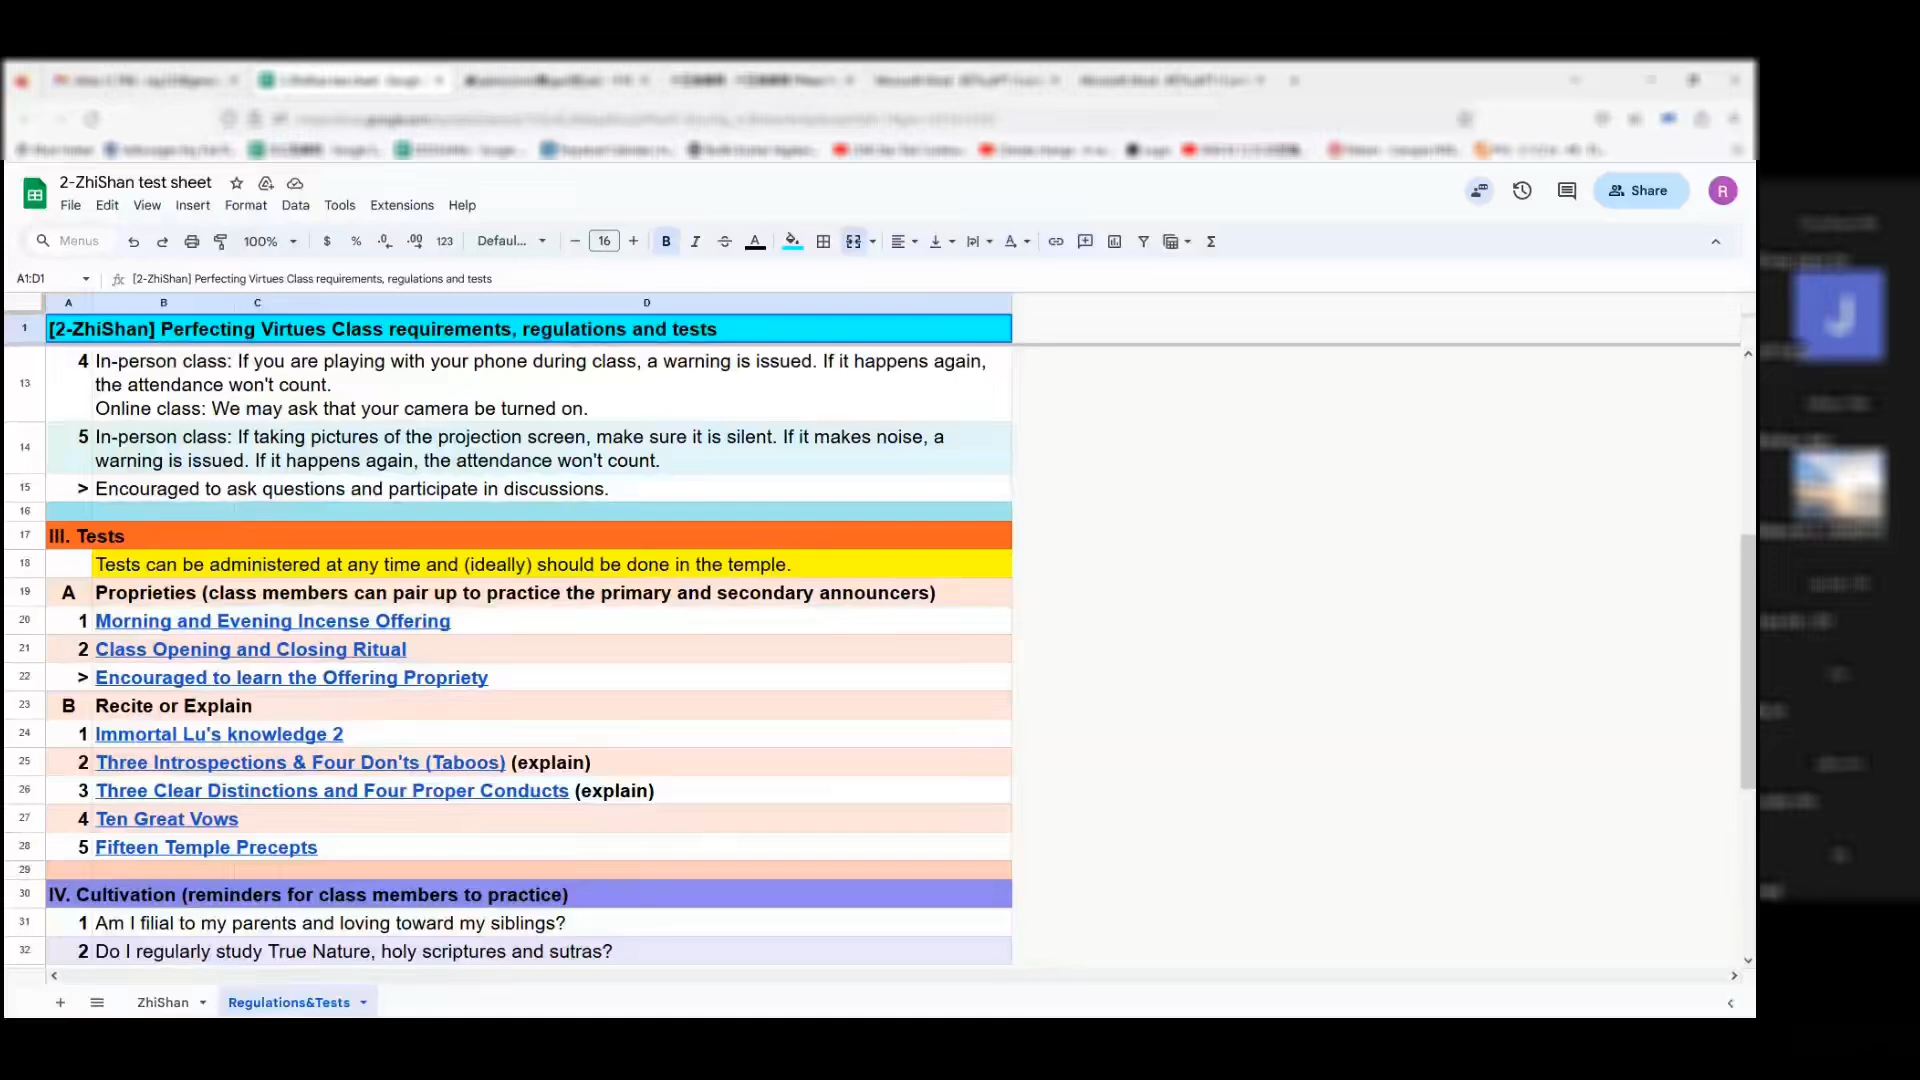 2-ZhiShan test sheet
File Edit View Insert Format Data Tools Extensions Help
Share
R
Menus 100% $ % .0 .00 123 Defaul... − 16 + B I A Σ
A1:D1 fx [2-ZhiShan] Perfecting Virtues Class requirements, regulations and tests
A B C D
1 [2-ZhiShan] Perfecting Virtues Class requirements, regulations and tests
13 4 In-person class: If you are playing with your phone during class, a warning is issued. If it happens again,
the attendance won't count.
Online class: We may ask that your camera be turned on.
14 5 In-person class: If taking pictures of the projection screen, make sure it is silent. If it makes noise, a
warning is issued. If it happens again, the attendance won't count.
15 > Encouraged to ask questions and participate in discussions.
16
17 III. Tests
18 Tests can be administered at any time and (ideally) should be done in the temple.
19 A Proprieties (class members can pair up to practice the primary and secondary announcers)
20 1 Morning and Evening Incense Offering
21 2 Class Opening and Closing Ritual
22 > Encouraged to learn the Offering Propriety
23 B Recite or Explain
24 1 Immortal Lu's knowledge 2
25 2 Three Introspections & Four Don'ts (Taboos) (explain)
26 3 Three Clear Distinctions and Four Proper Conducts (explain)
27 4 Ten Great Vows
28 5 Fifteen Temple Precepts
29
30 IV. Cultivation (reminders for class members to practice)
31 1 Am I filial to my parents and loving toward my siblings?
32 2 Do I regularly study True Nature, holy scriptures and sutras?
+ ZhiShan Regulations&Tests
J